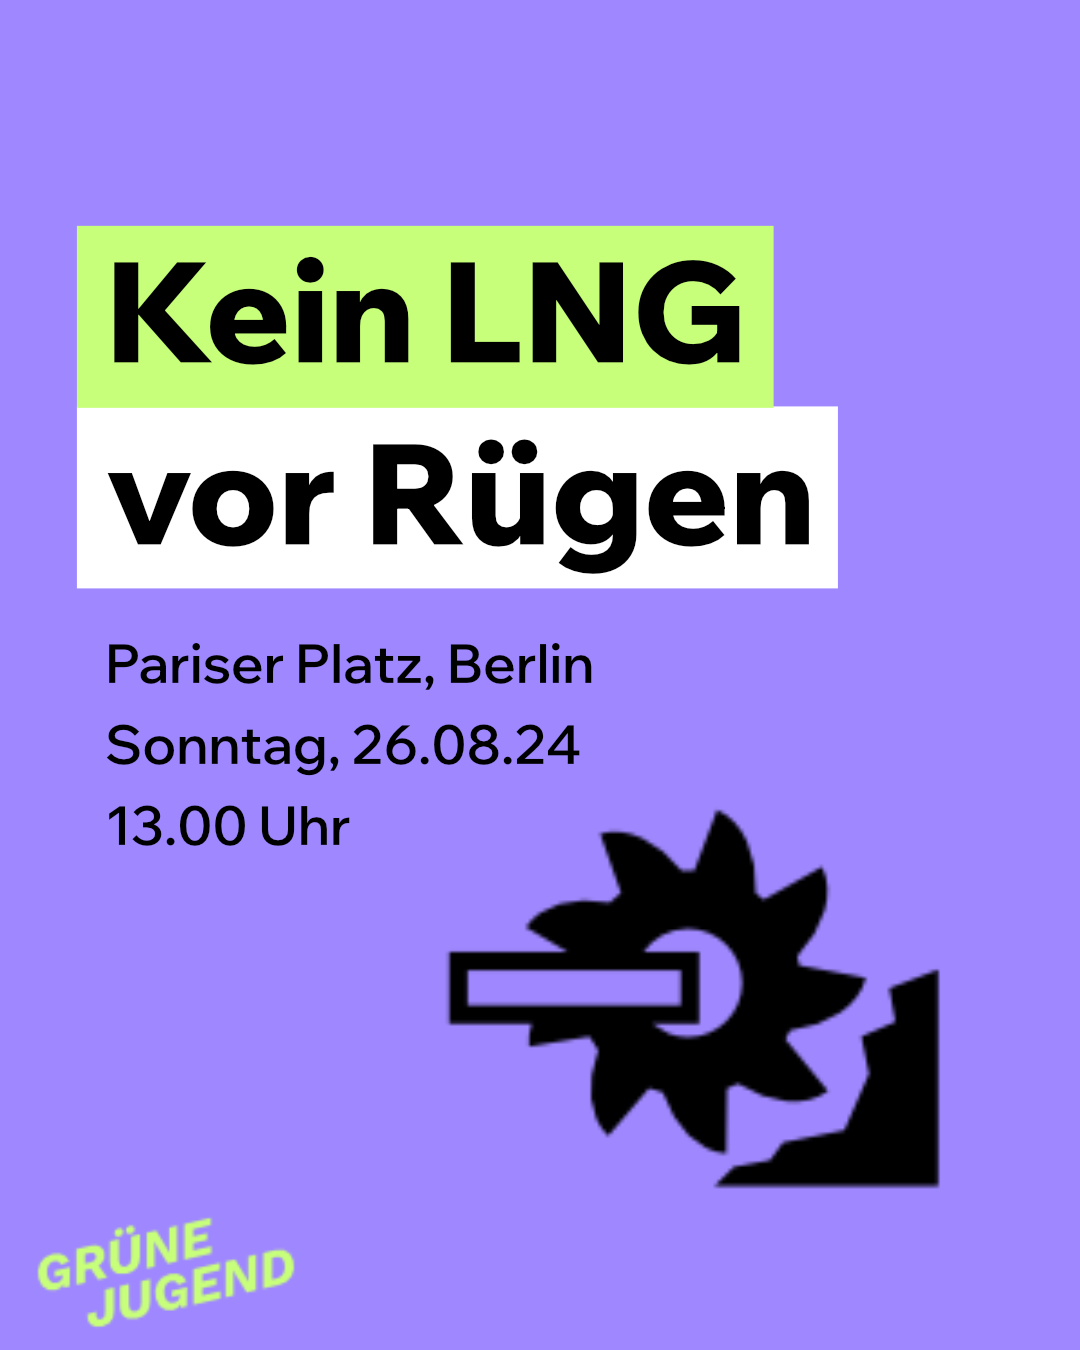 Kein LNG
vor Rügen
Pariser Platz, Berlin
Sonntag, 26.08.24
13.00 Uhr
GRÜNE
JUGEND